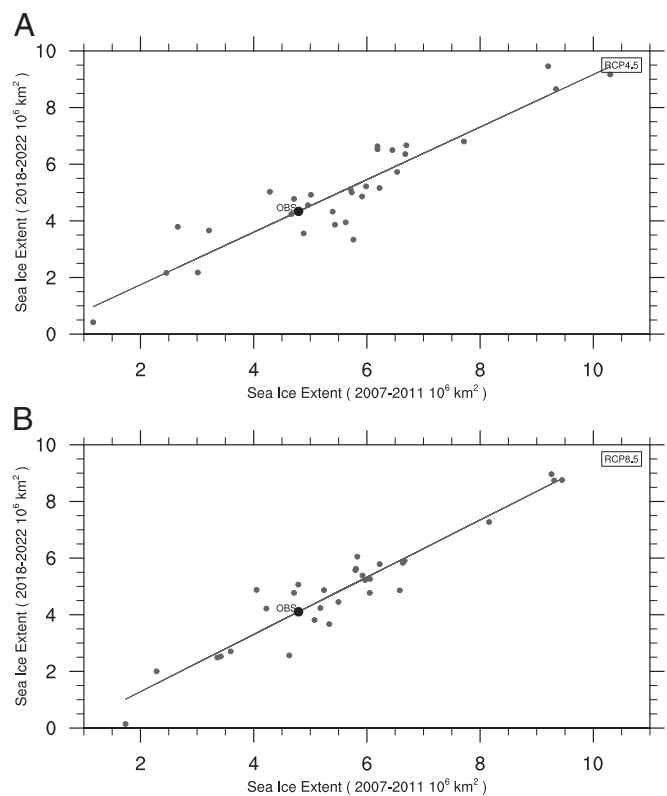 A
10
8
6
4
2
0
Sea Ice Extent ( 2018-2022 10⁶ km²)
RCP4.5
OBS
2 4 6 8 10
Sea Ice Extent ( 2007-2011 10⁶ km²)
B
10
8
6
4
2
0
Sea Ice Extent ( 2018-2022 10⁶ km²)
RCP8.5
OBS
2 4 6 8 10
Sea Ice Extent ( 2007-2011 10⁶ km²)